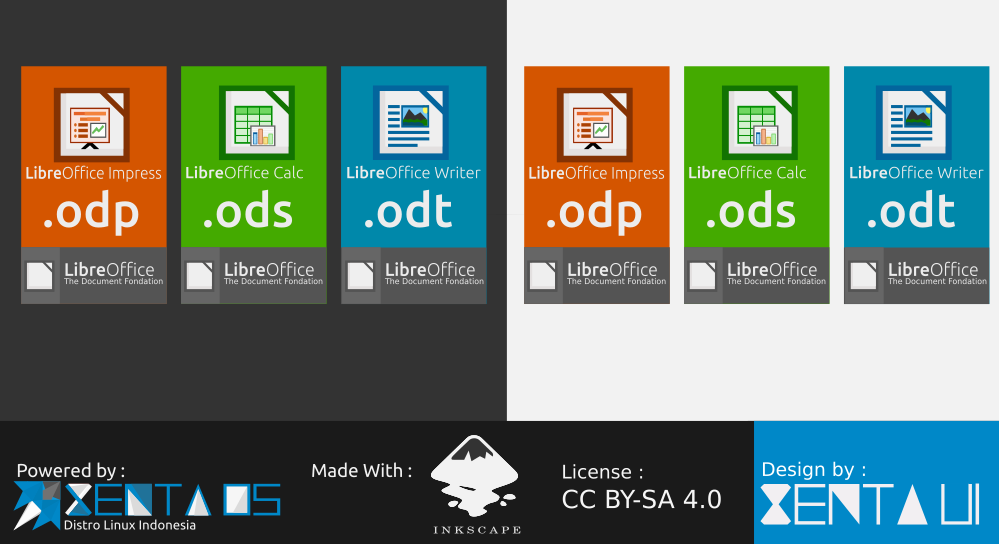 LibreOffice Impress
.odp
LibreOffice
The Document Fondation
LibreOffice Calc
.ods
LibreOffice
The Document Fondation
LibreOffice Writer
.odt
LibreOffice
The Document Fondation
LibreOffice Impress
.odp
LibreOffice
The Document Fondation
LibreOffice Calc
.ods
LibreOffice
The Document Fondation
LibreOffice Writer
.odt
LibreOffice
The Document Fondation
Powered by :
XENTA OS
Distro Linux Indonesia
Made With :
INKSCAPE
License :
CC BY-SA 4.0
Design by :
XENTA UI